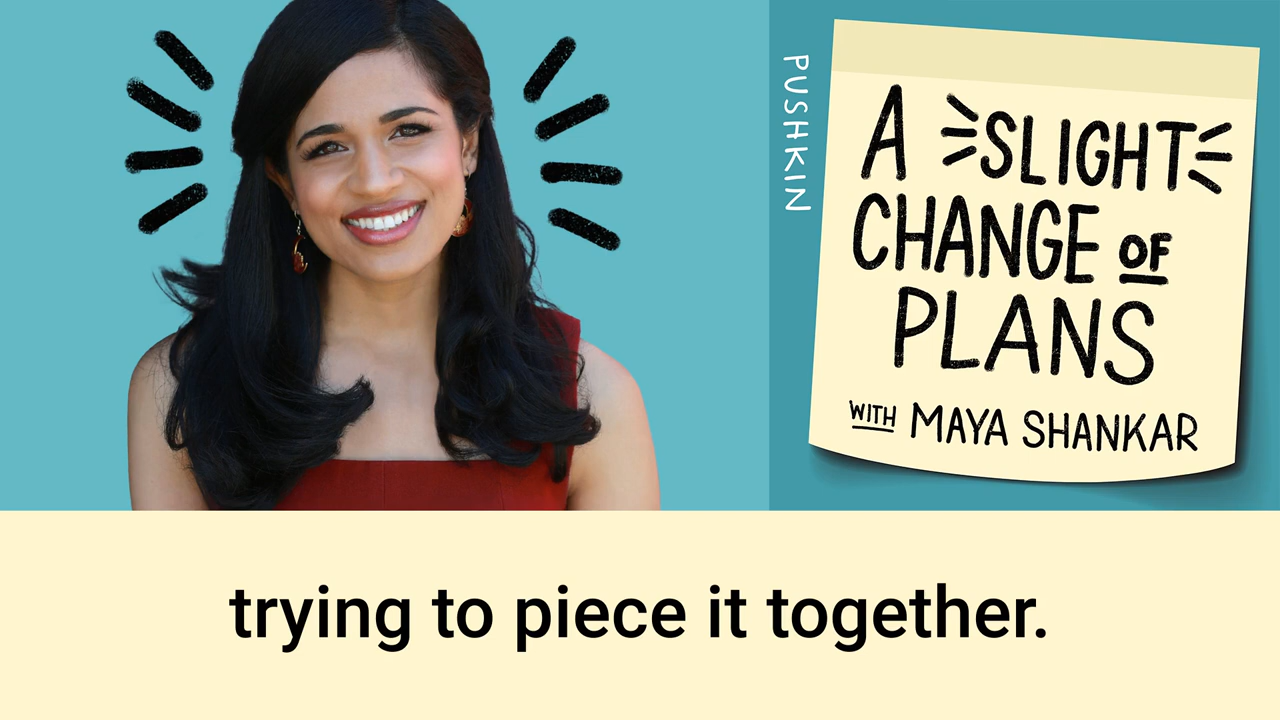 PUSHKIN
A SLIGHT
CHANGE OF
PLANS
WITH MAYA SHANKAR
trying to piece it together.